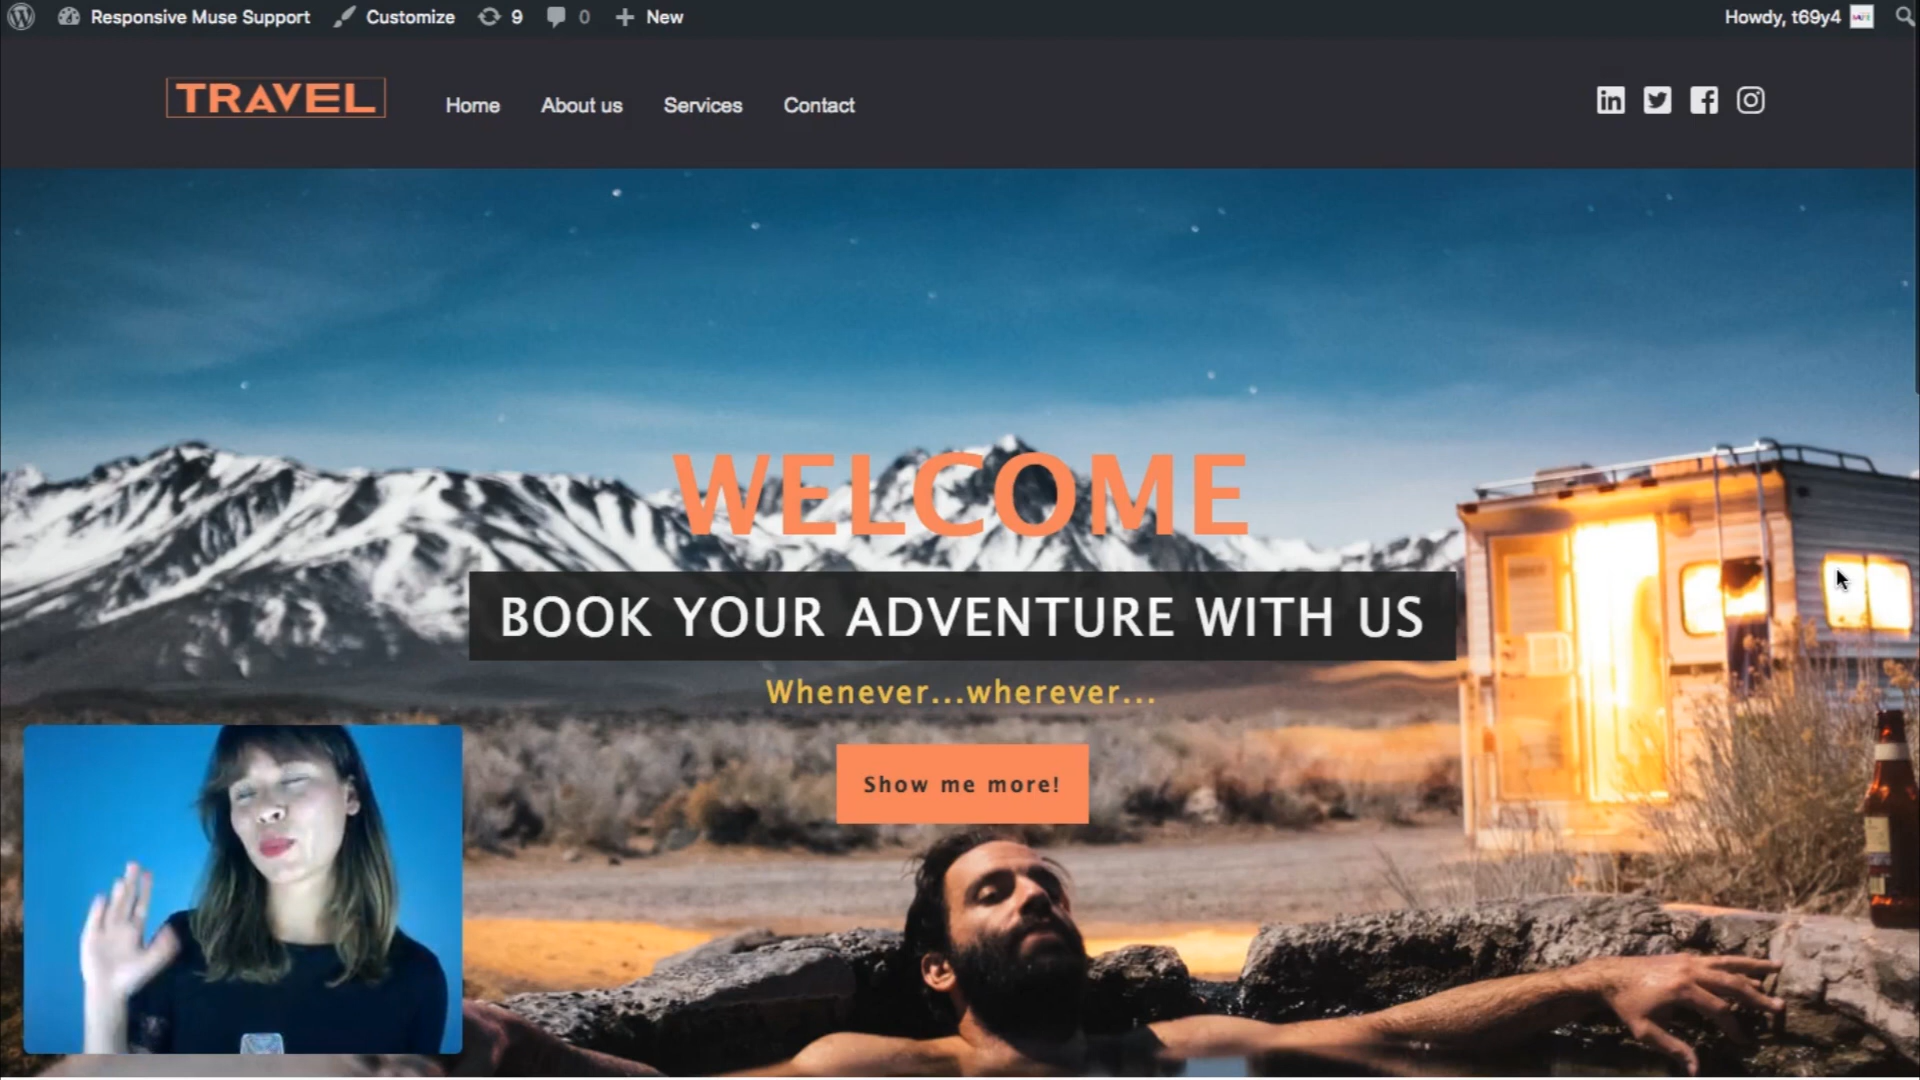 Responsive Muse Support Customize 9 0 New Howdy, t69y4
TRAVEL Home About us Services Contact
WELCOME
BOOK YOUR ADVENTURE WITH US
Whenever...wherever...
Show me more!